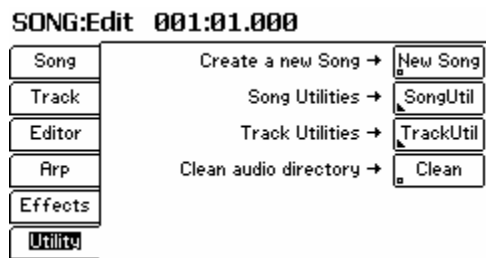 SONG:Edit 001:01.000
Song Create a new Song → New Song
Track Song Utilities → SongUtil
Editor Track Utilities → TrackUtil
Arp Clean audio directory → Clean
Effects
Utility